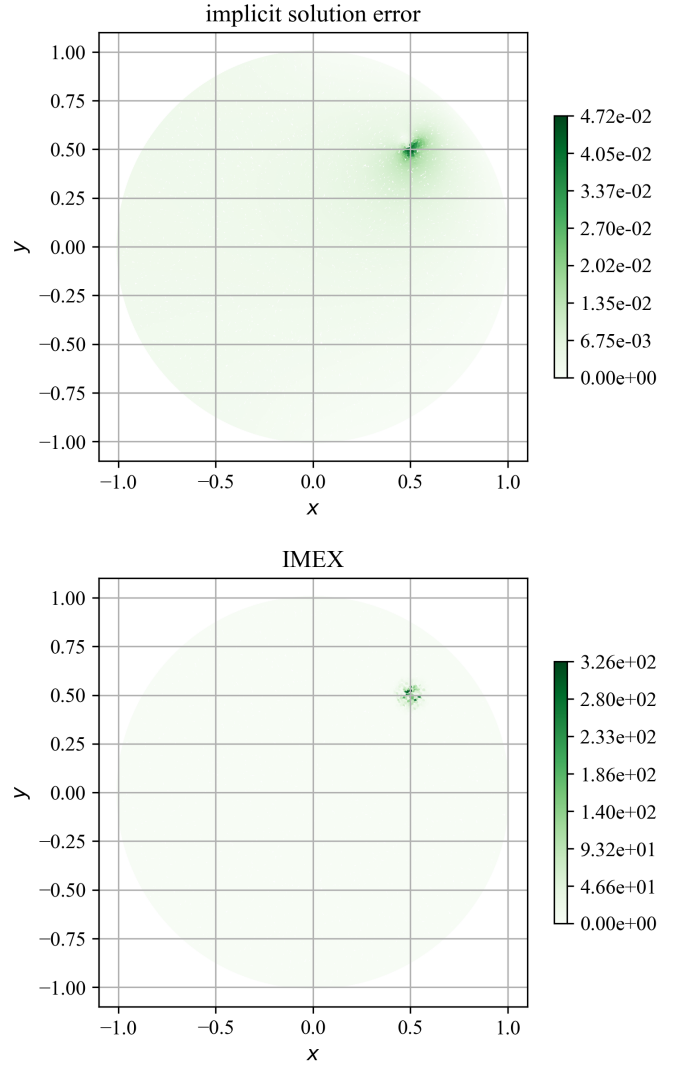 implicit solution error
1.00
0.75
0.50
0.25
0.00
−0.25
−0.50
−0.75
−1.00
y
−1.0 −0.5 0.0 0.5 1.0
x
4.72e-02
4.05e-02
3.37e-02
2.70e-02
2.02e-02
1.35e-02
6.75e-03
0.00e+00
IMEX
1.00
0.75
0.50
0.25
0.00
−0.25
−0.50
−0.75
−1.00
y
−1.0 −0.5 0.0 0.5 1.0
x
3.26e+02
2.80e+02
2.33e+02
1.86e+02
1.40e+02
9.32e+01
4.66e+01
0.00e+00